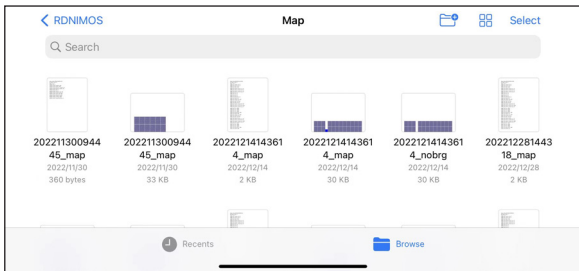 RDNIMOS
Map
Select
Search
202211300944
45_map
2022/11/30
360 bytes
202211300944
45_map
2022/11/30
33 KB
2022121414361
4_map
2022/12/14
2 KB
2022121414361
4_map
2022/12/14
30 KB
2022121414361
4_nobrg
2022/12/14
30 KB
202212281443
18_map
2022/12/28
2 KB
Recents
Browse